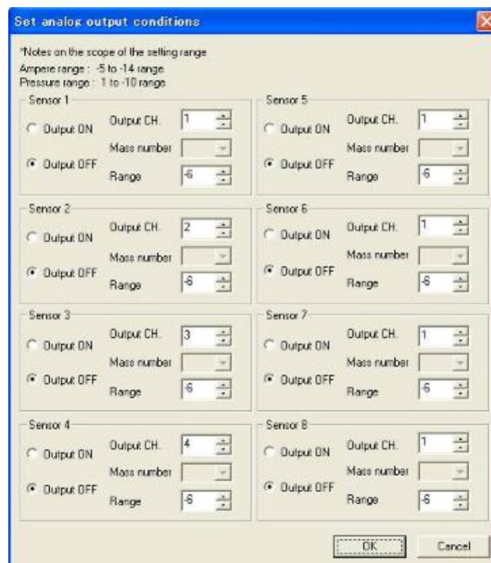 Set analog output conditions
*Notes on the scope of the setting range
Ampere range : -5 to -14 range
Pressure range : 1 to -10 range
Sensor 1
Output ON
Output OFF
Output CH. 1
Mass number
Range -6
Sensor 5
Output ON
Output OFF
Output CH. 1
Mass number
Range -6
Sensor 2
Output ON
Output OFF
Output CH. 2
Mass number
Range -6
Sensor 6
Output ON
Output OFF
Output CH. 1
Mass number
Range -6
Sensor 3
Output ON
Output OFF
Output CH. 3
Mass number
Range -6
Sensor 7
Output ON
Output OFF
Output CH. 1
Mass number
Range -6
Sensor 4
Output ON
Output OFF
Output CH. 4
Mass number
Range -6
Sensor 8
Output ON
Output OFF
Output CH. 1
Mass number
Range -6
OK
Cancel